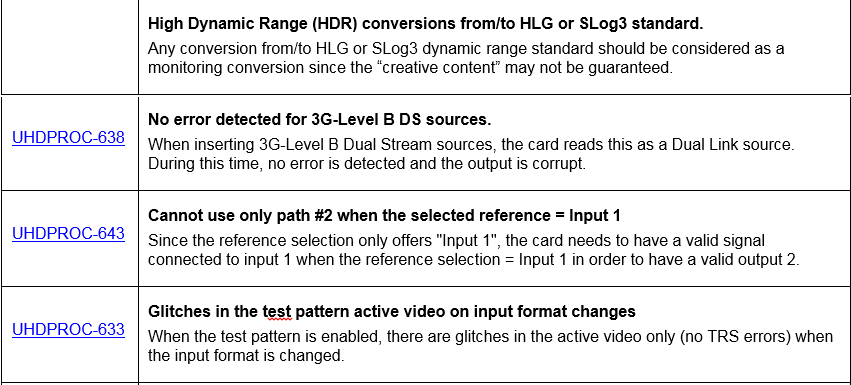 High Dynamic Range (HDR) conversions from/to HLG or SLog3 standard.
Any conversion from/to HLG or SLog3 dynamic range standard should be considered as a
monitoring conversion since the “creative content” may not be guaranteed.
UHDPROC-638
No error detected for 3G-Level B DS sources.
When inserting 3G-Level B Dual Stream sources, the card reads this as a Dual Link source.
During this time, no error is detected and the output is corrupt.
UHDPROC-643
Cannot use only path #2 when the selected reference = Input 1
Since the reference selection only offers "Input 1", the card needs to have a valid signal
connected to input 1 when the reference selection = Input 1 in order to have a valid output 2.
UHDPROC-633
Glitches in the test pattern active video on input format changes
When the test pattern is enabled, there are glitches in the active video only (no TRS errors) when
the input format is changed.